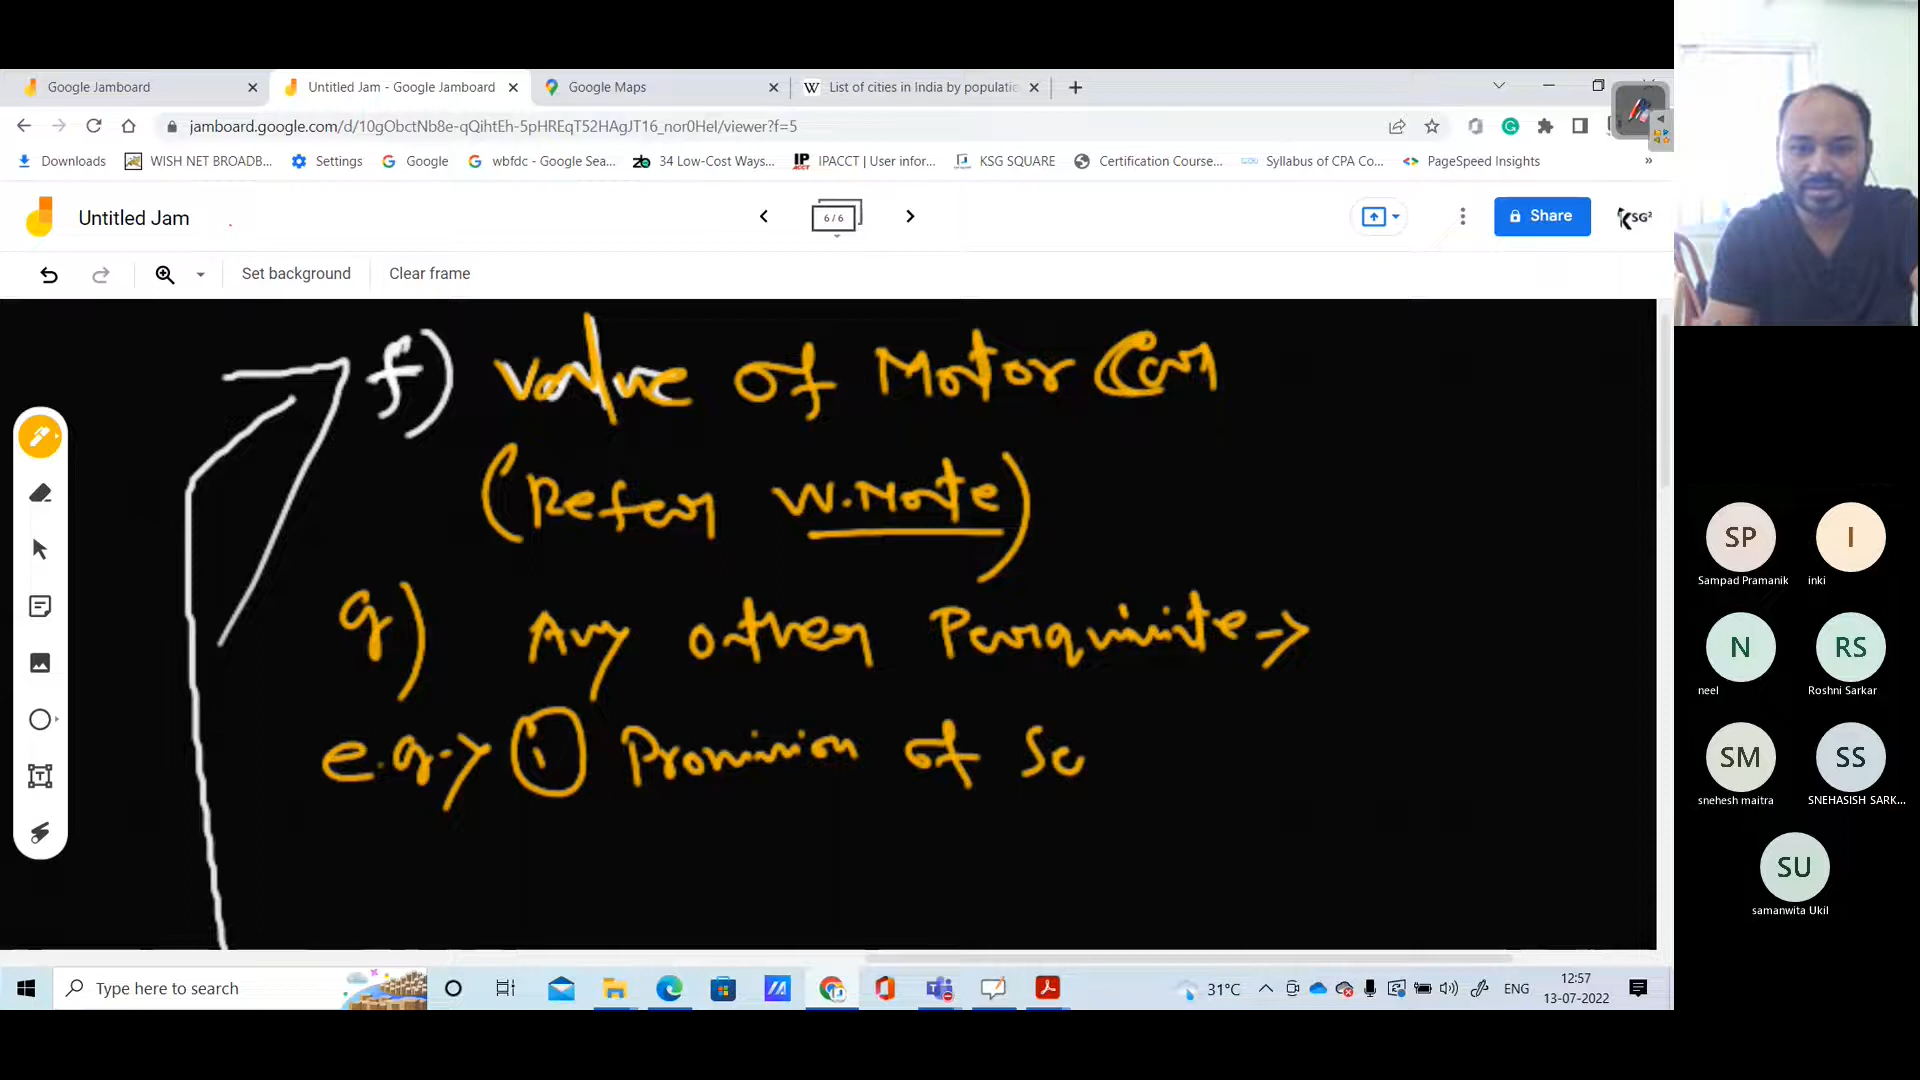 Google Jamboard
Untitled Jam - Google Jamboard
Google Maps
List of cities in India by populatic
jamboard.google.com/d/10gObctNb8e-qQihtEh-5pHREqT52HAgJT16_nor0HeI/viewer?f=5
Downloads
WISH NET BROADB...
Settings
Google
wbfdc - Google Sea...
34 Low-Cost Ways...
IPACCT | User infor...
KSG SQUARE
Certification Course...
Syllabus of CPA Co...
PageSpeed Insights
»
Untitled Jam
6 / 6
Share
KSG²
Set background
Clear frame
f) Value of Motor Car
(Refer W.Note)
g) Any other Perquisite →
e.g. → (i) Provision of Sc
SP
Sampad Pramanik
I
inki
N
neel
RS
Roshni Sarkar
SM
snehesh maitra
SS
SNEHASISH SARK...
SU
samanwita Ukil
Type here to search
31°C
ENG
12:57
13-07-2022